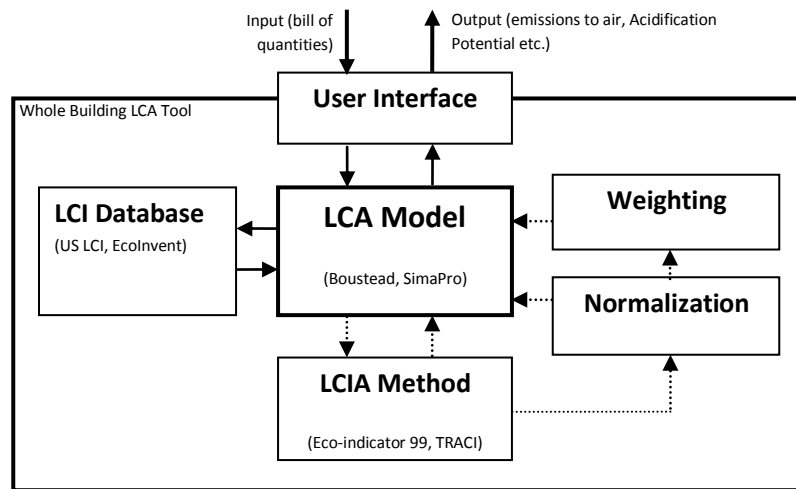 Input (bill of
quantities)
Output (emissions to air, Acidification
Potential etc.)
User Interface
Whole Building LCA Tool
LCI Database
(US LCI, EcoInvent)
LCA Model
(Boustead, SimaPro)
Weighting
Normalization
LCIA Method
(Eco-indicator 99, TRACI)